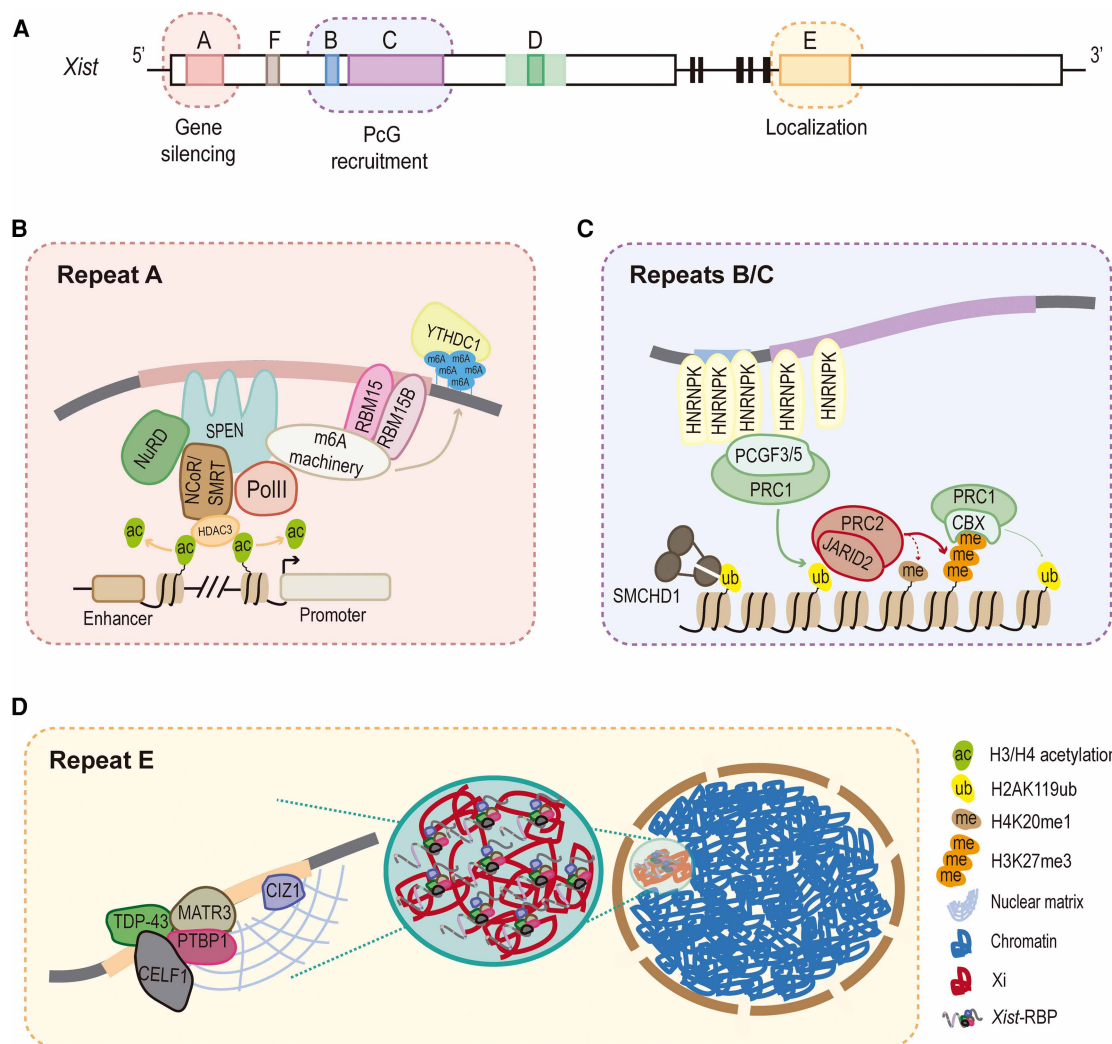 A
Xist
5’
A
F
B
C
D
E
3’
Gene
silencing
PcG
recruitment
Localization
B
Repeat A
YTHDC1
m6A
m6A
m6A
m6A
m6A
SPEN
RBM15
RBM15B
NuRD
NCoR/
SMRT
PolII
m6A
machinery
HDAC3
ac
ac
ac
ac
Enhancer
Promoter
C
Repeats B/C
HNRNPK
HNRNPK
HNRNPK
HNRNPK
HNRNPK
PCGF3/5
PRC1
PRC2
JARID2
PRC1
CBX
me
me
me
me
SMCHD1
ub
ub
ub
D
Repeat E
TDP-43
MATR3
CIZ1
PTBP1
CELF1
ac H3/H4 acetylation
ub H2AK119ub
me H4K20me1
me
me
me
H3K27me3
Nuclear matrix
Chromatin
Xi
Xist-RBP